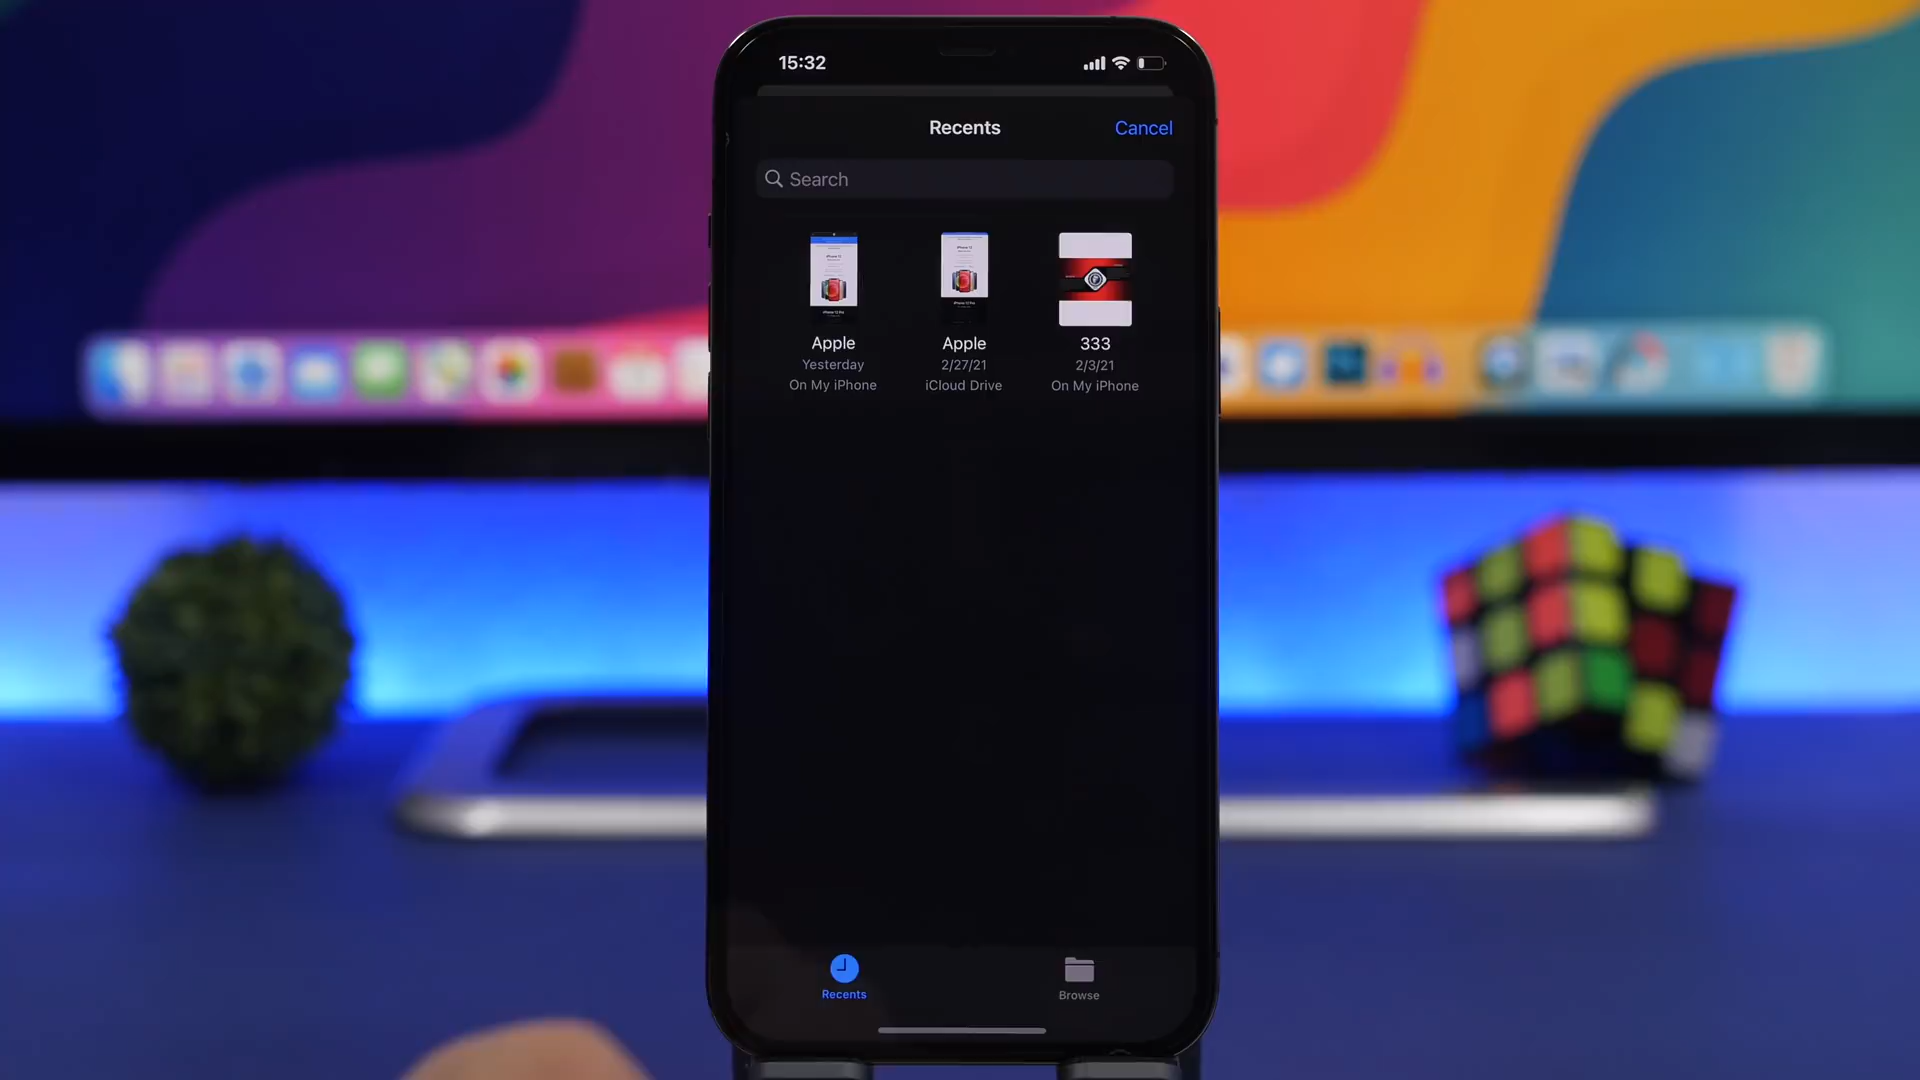 15:32
Recents
Cancel
Search
Apple
Yesterday
On My iPhone
Apple
2/27/21
iCloud Drive
333
2/3/21
On My iPhone
Recents
Browse